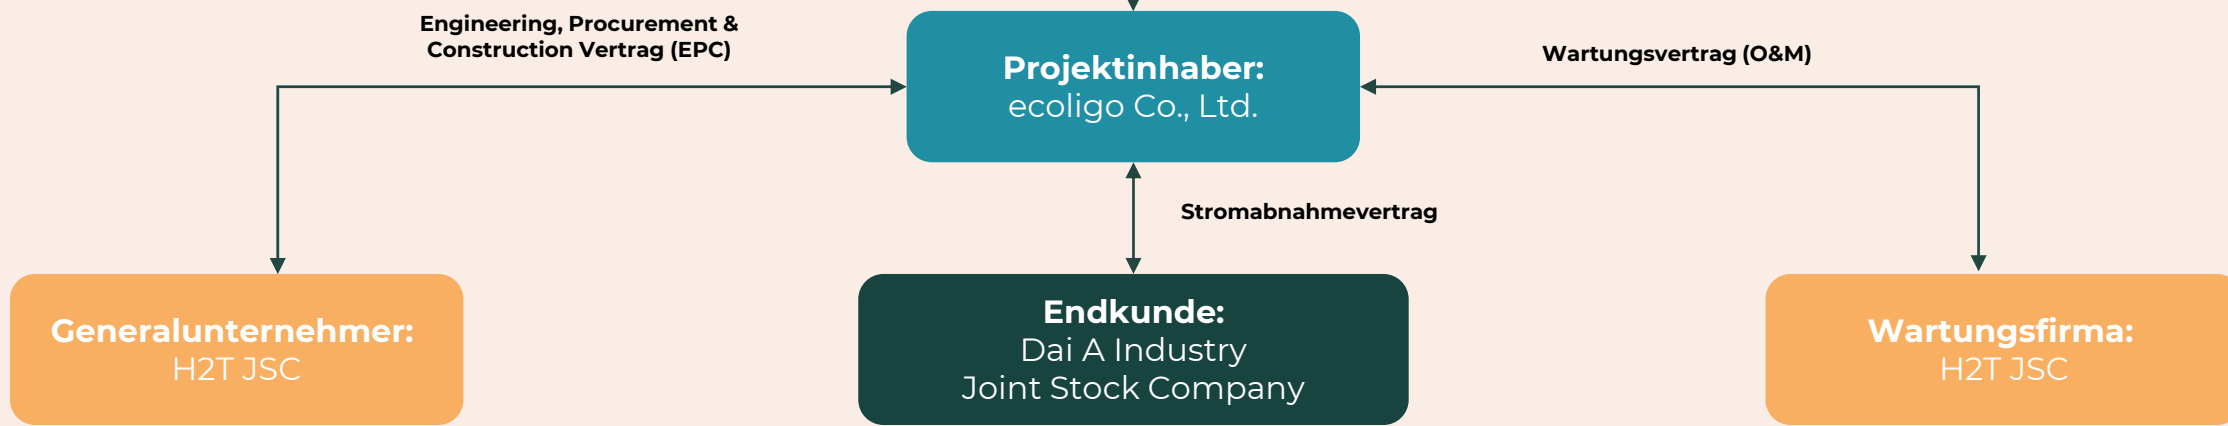 Engineering, Procurement &
Construction Vertrag (EPC)
Projektinhaber:
ecoligo Co., Ltd.
Wartungsvertrag (O&M)
Stromabnahmevertrag
Generalunternehmer:
H2T JSC
Endkunde:
Dai A Industry
Joint Stock Company
Wartungsfirma:
H2T JSC